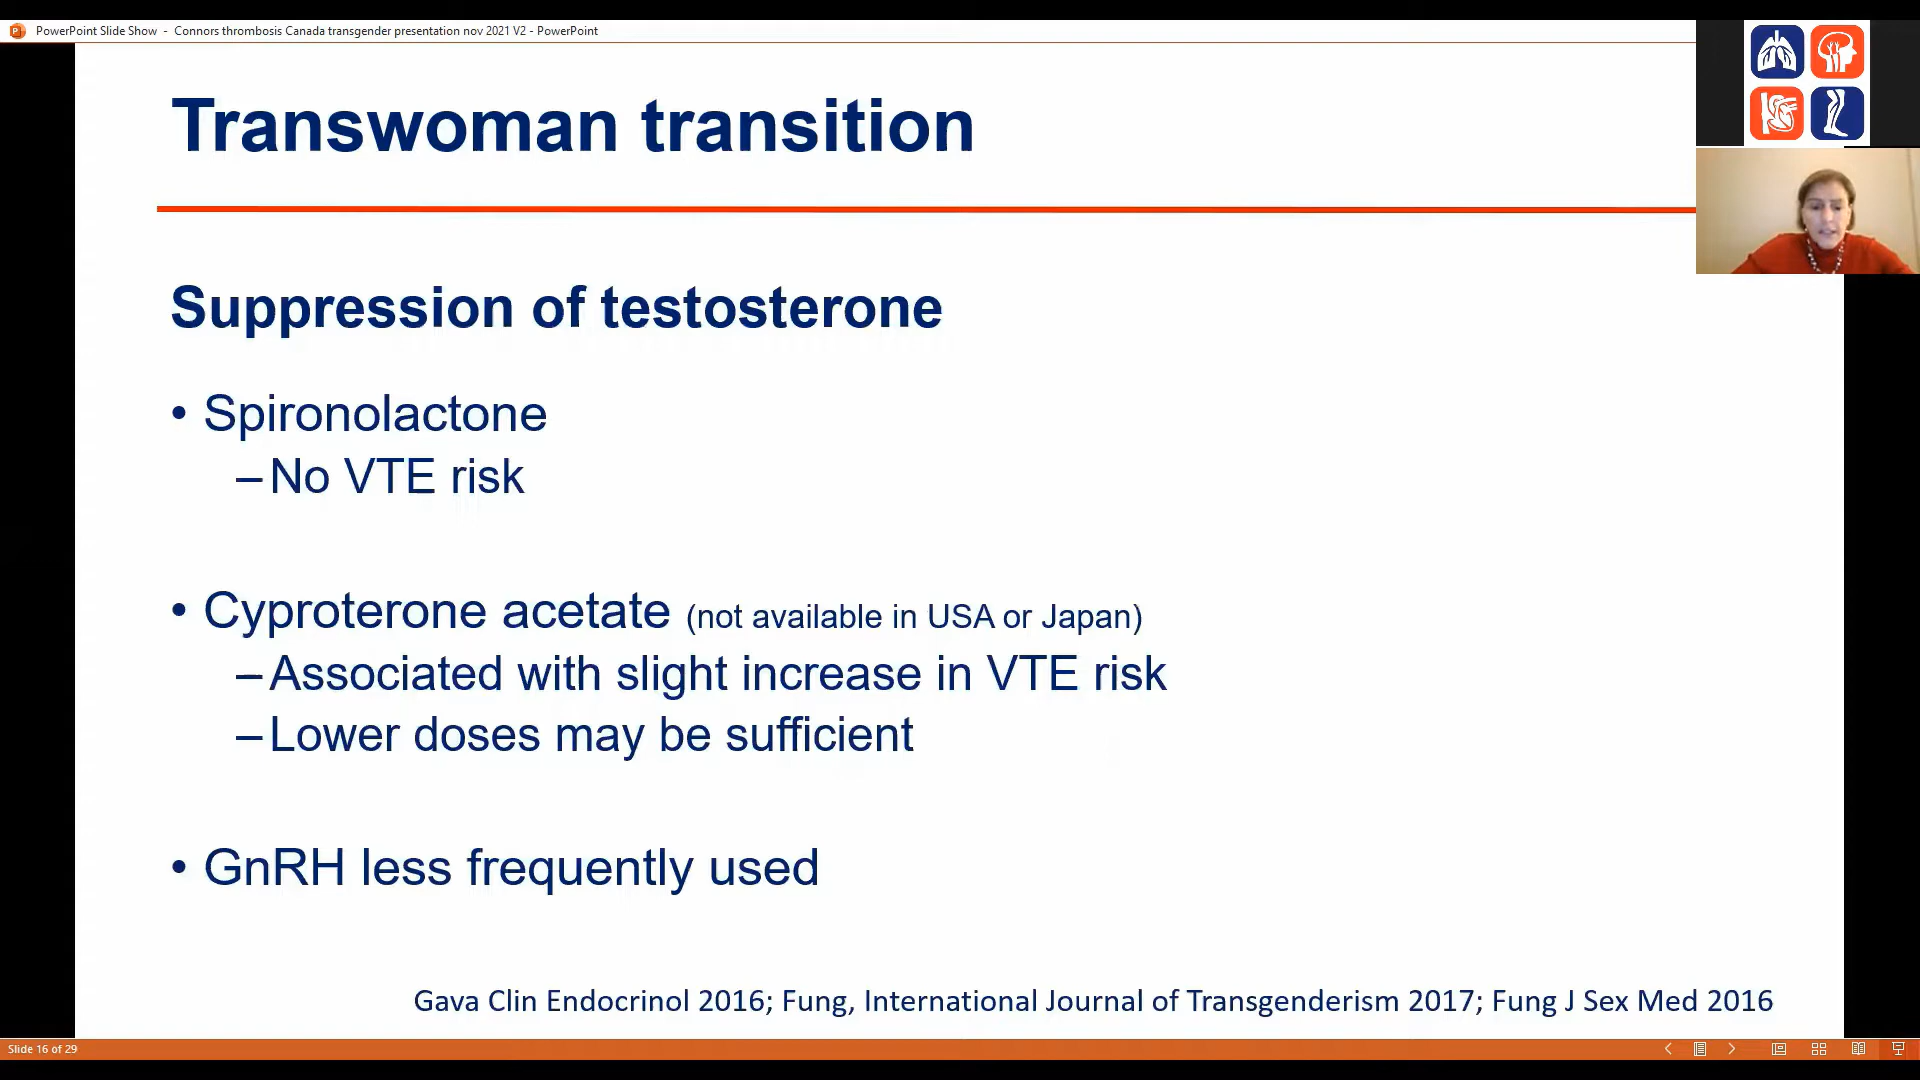 PowerPoint Slide Show - Connors thrombosis Canada transgender presentation nov 2021 V2 - PowerPoint
Transwoman transition
Suppression of testosterone
• Spironolactone
–No VTE risk
• Cyproterone acetate (not available in USA or Japan)
–Associated with slight increase in VTE risk
–Lower doses may be sufficient
• GnRH less frequently used
Gava Clin Endocrinol 2016; Fung, International Journal of Transgenderism 2017; Fung J Sex Med 2016
Slide 16 of 29